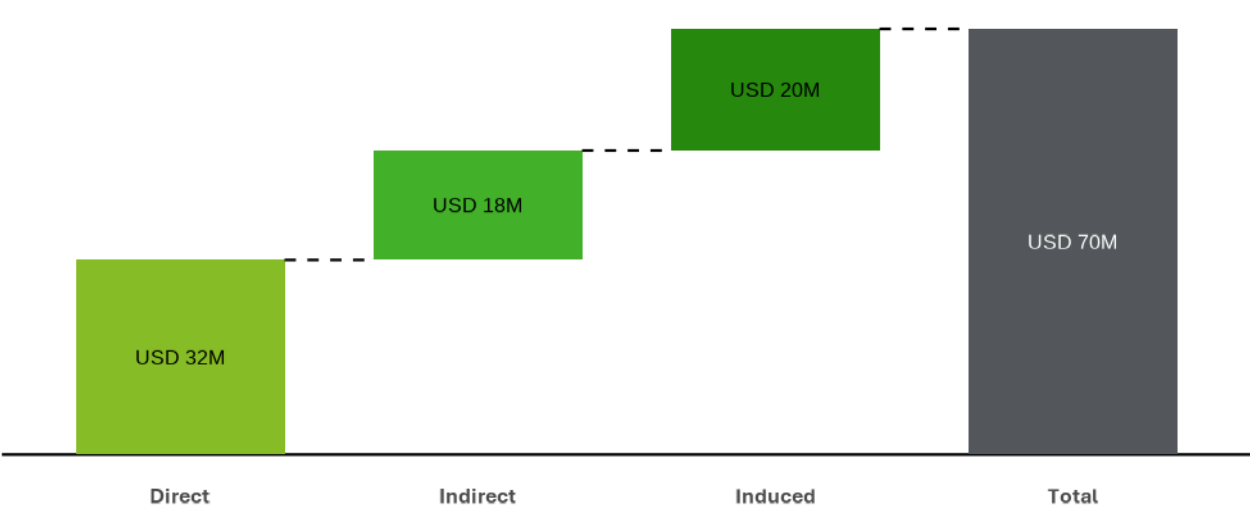 USD 20M
USD 18M
USD 70M
USD 32M
Direct
Indirect
Induced
Total